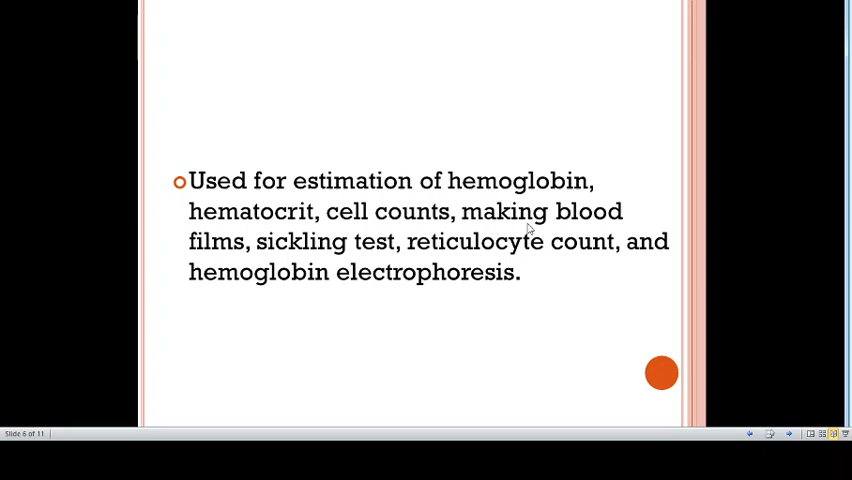 Used for estimation of hemoglobin,
hematocrit, cell counts, making blood
films, sickling test, reticulocyte count, and
hemoglobin electrophoresis.
Slide 6 of 11